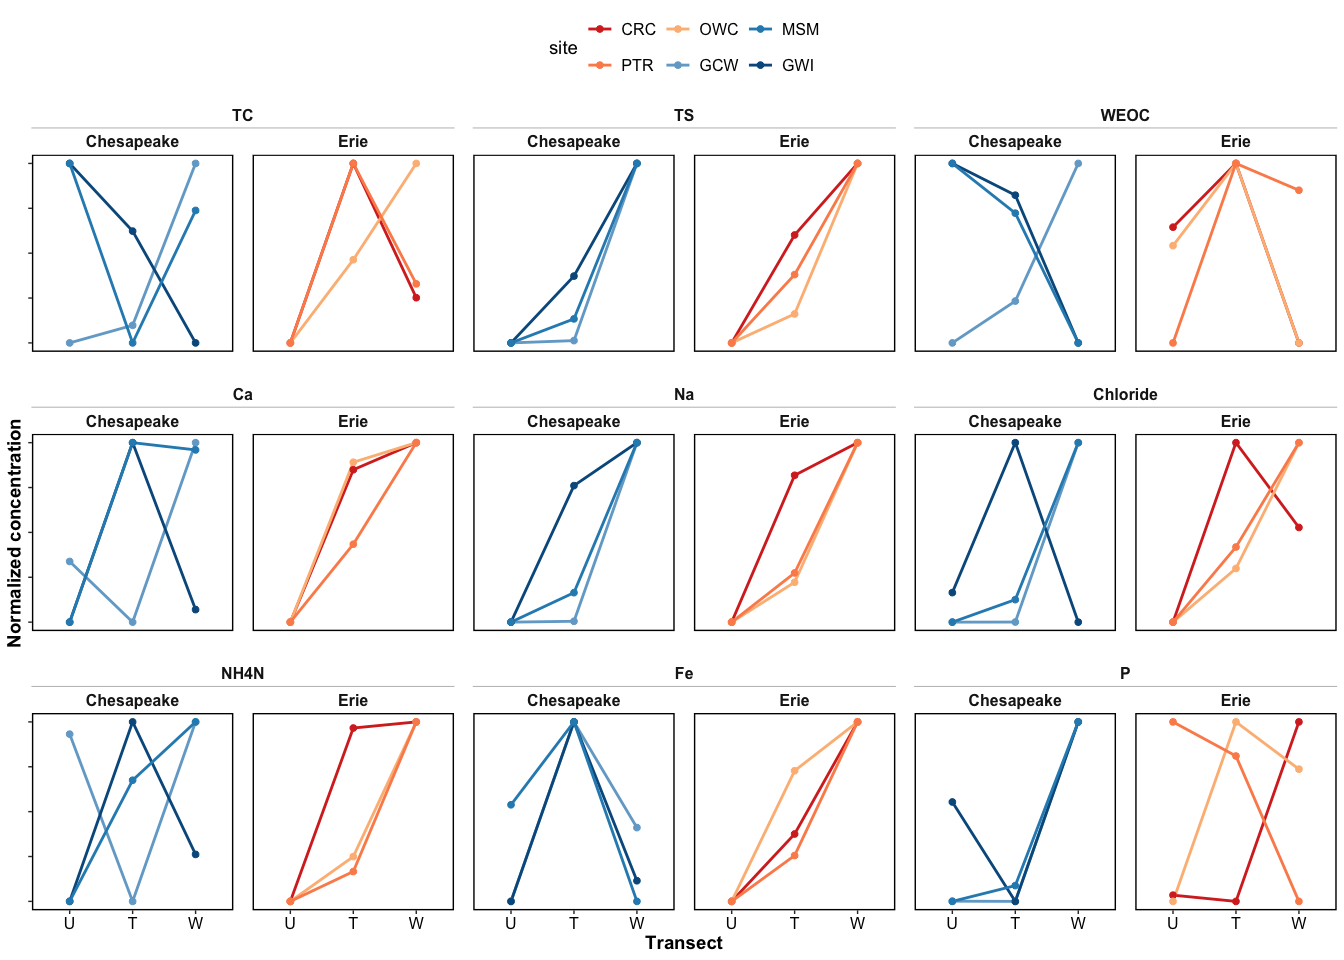 site
CRC OWC MSM
PTR GCW GWI
TC TS WEOC
Chesapeake Erie Chesapeake Erie Chesapeake Erie
Ca Na Chloride
Chesapeake Erie Chesapeake Erie Chesapeake Erie
Normalized concentration
NH4N Fe P
Chesapeake Erie Chesapeake Erie Chesapeake Erie
U T W U T W U T W U T W U T W U T W
Transect